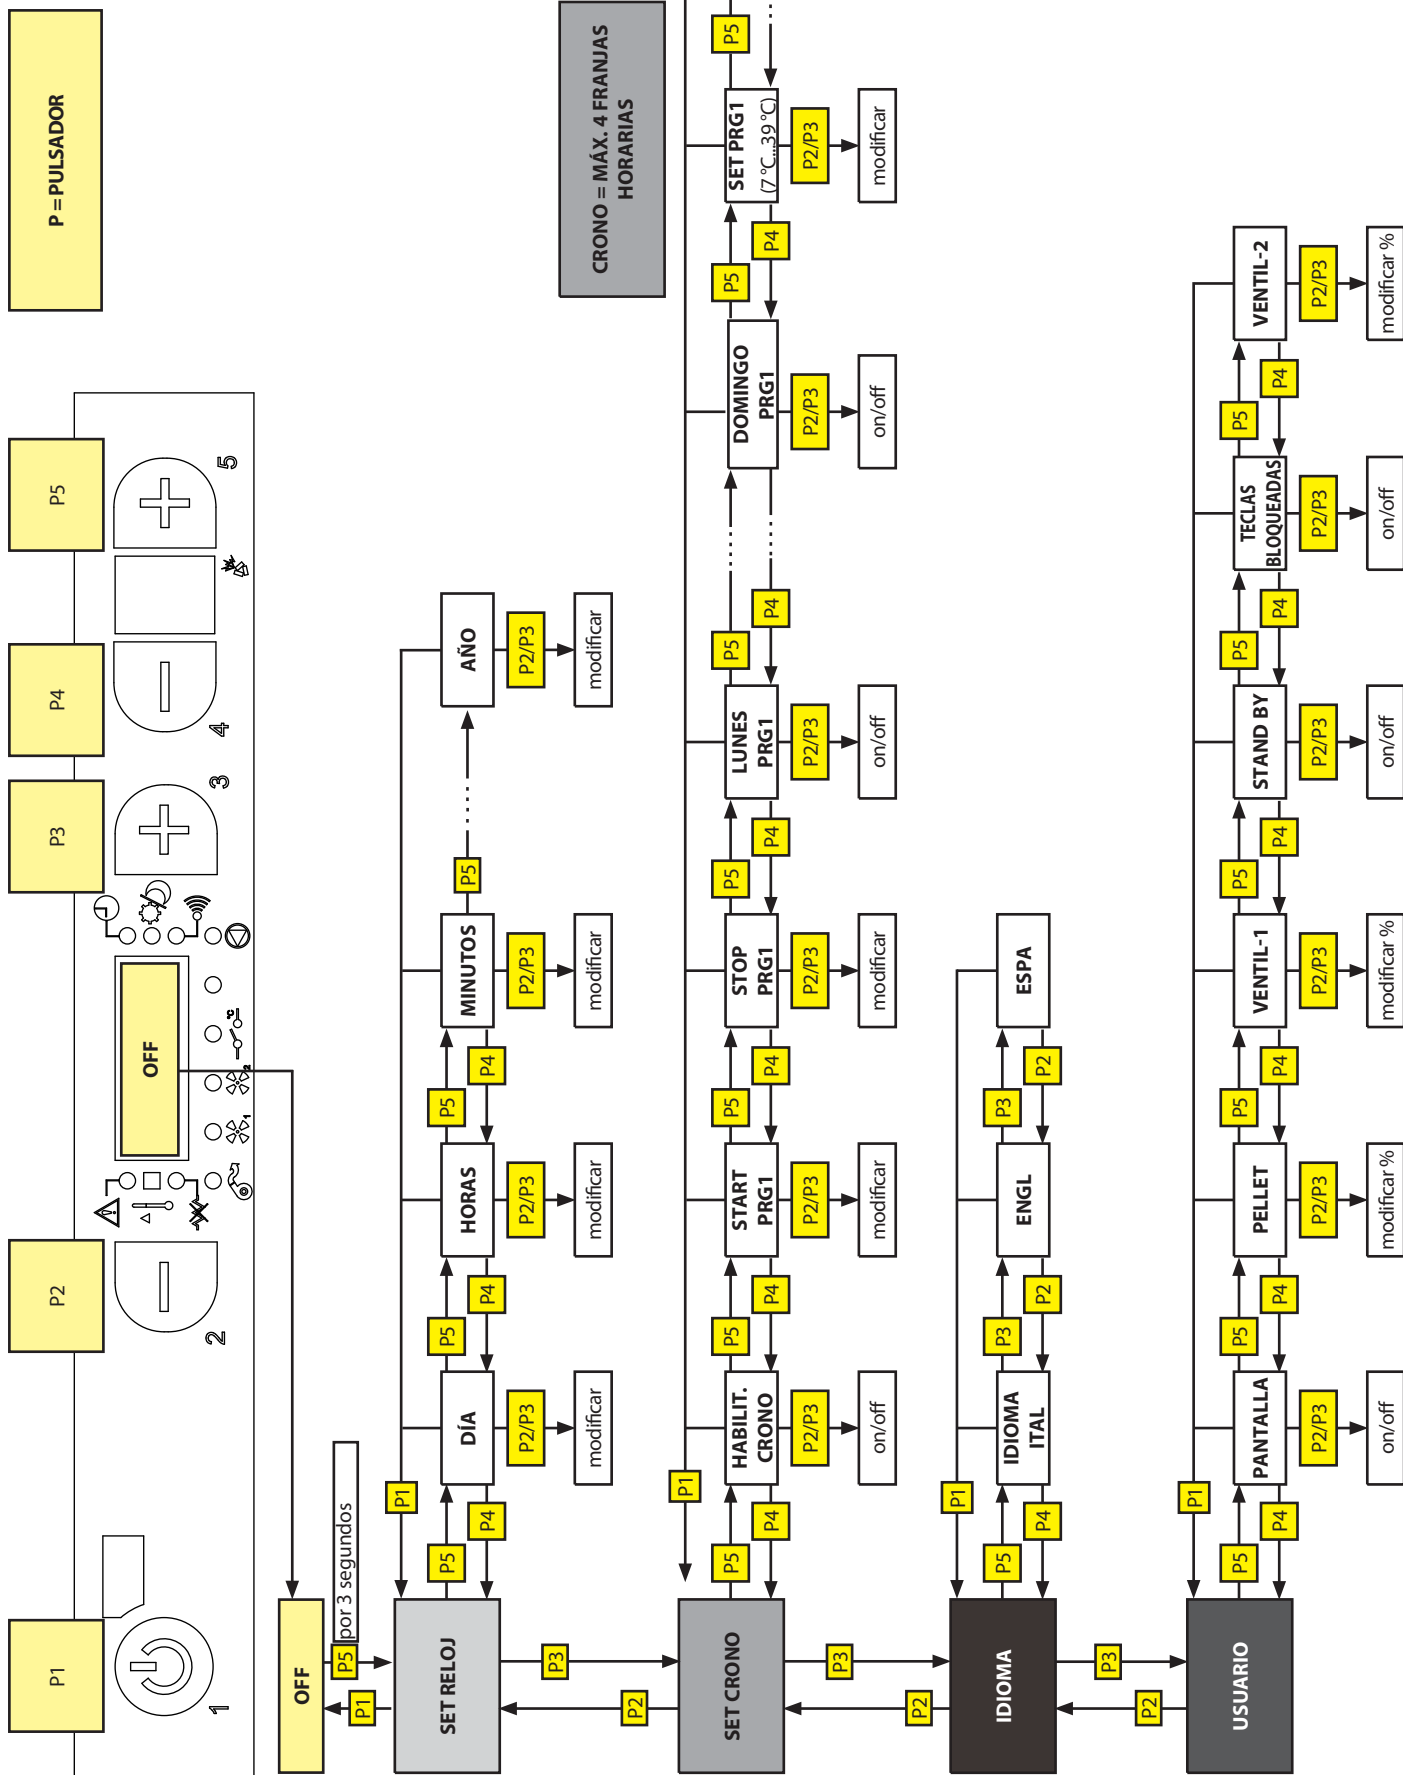 P1
P2
P3
P4
P5
P = PULSADOR
OFF
1
2
1
2
°C
3
4
5
OFF
P1
P5
por 3 segundos
SET RELOJ
P1
P5
P4
DÍA
P2/P3
modificar
P5
P4
HORAS
P2/P3
modificar
P5
P4
MINUTOS
P2/P3
modificar
P5
AÑO
P2/P3
modificar
P2
P3
CRONO = MÁX. 4 FRANJAS
HORARIAS
SET CRONO
P1
P5
P4
HABILIT.
CRONO
P2/P3
on/off
P5
P4
START
PRG1
P2/P3
modificar
P5
P4
STOP
PRG1
P2/P3
modificar
P5
P4
LUNES
PRG1
P2/P3
on/off
P5
P4
DOMINGO
PRG1
P2/P3
on/off
P5
P4
SET PRG1
(7 °C...39 °C)
P2/P3
modificar
P5
P2
P3
IDIOMA
P1
P5
P4
IDIOMA
ITAL
P3
P2
ENGL
P3
P2
ESPA
P2
P3
USUARIO
P1
P5
P4
PANTALLA
P2/P3
on/off
P5
P4
PELLET
P2/P3
modificar %
P5
P4
VENTIL-1
P2/P3
modificar %
P5
P4
STAND BY
P2/P3
on/off
P5
P4
TECLAS
BLOQUEADAS
P2/P3
on/off
P5
P4
VENTIL-2
P2/P3
modificar %